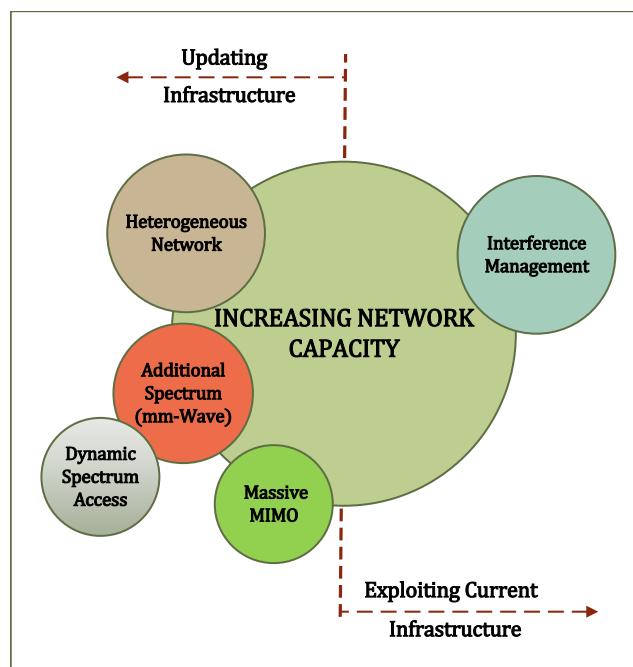 Updating
Infrastructure
Heterogeneous
Network
Interference
Management
INCREASING NETWORK
CAPACITY
Additional
Spectrum
(mm-Wave)
Dynamic
Spectrum
Access
Massive
MIMO
Exploiting Current
Infrastructure